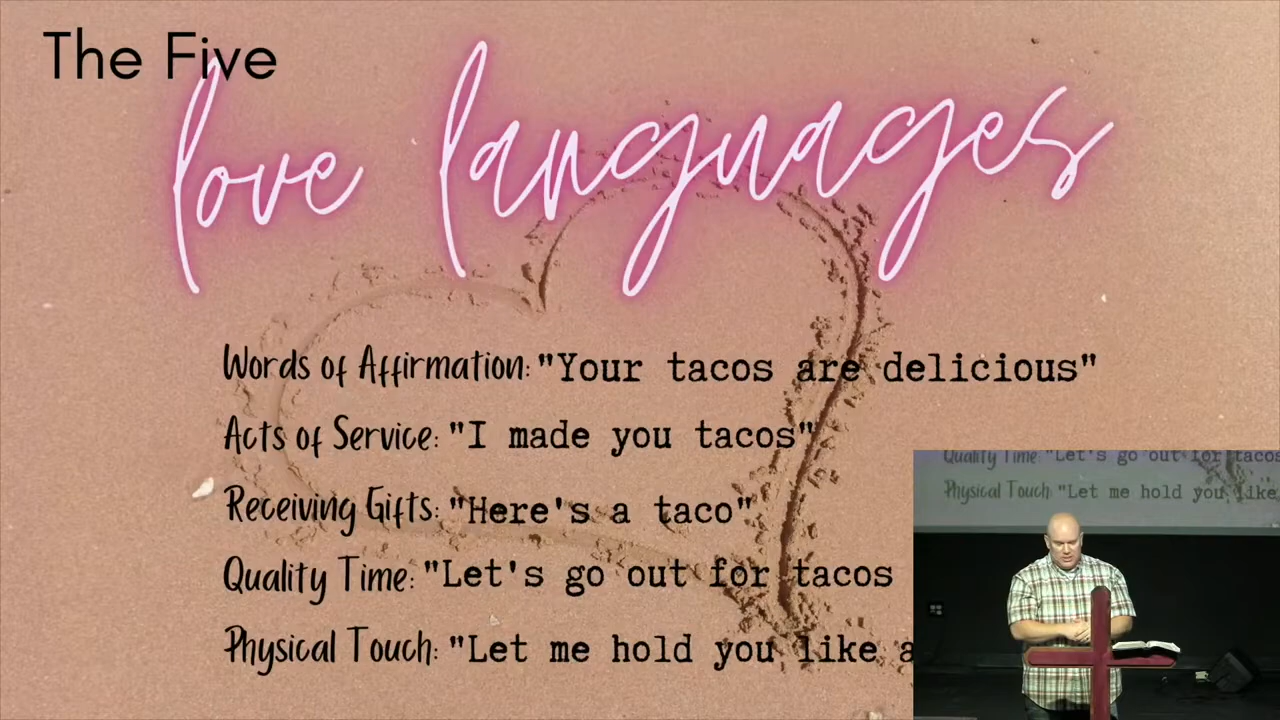 The Five
love languages
Words of Affirmation: "Your tacos are delicious"
Acts of Service: "I made you tacos"
Receiving Gifts: "Here's a taco"
Quality Time: "Let's go out for tacos
Physical Touch: "Let me hold you like a
Quality Time: "Let's go out for tacos
Physical Touch: "Let me hold you like